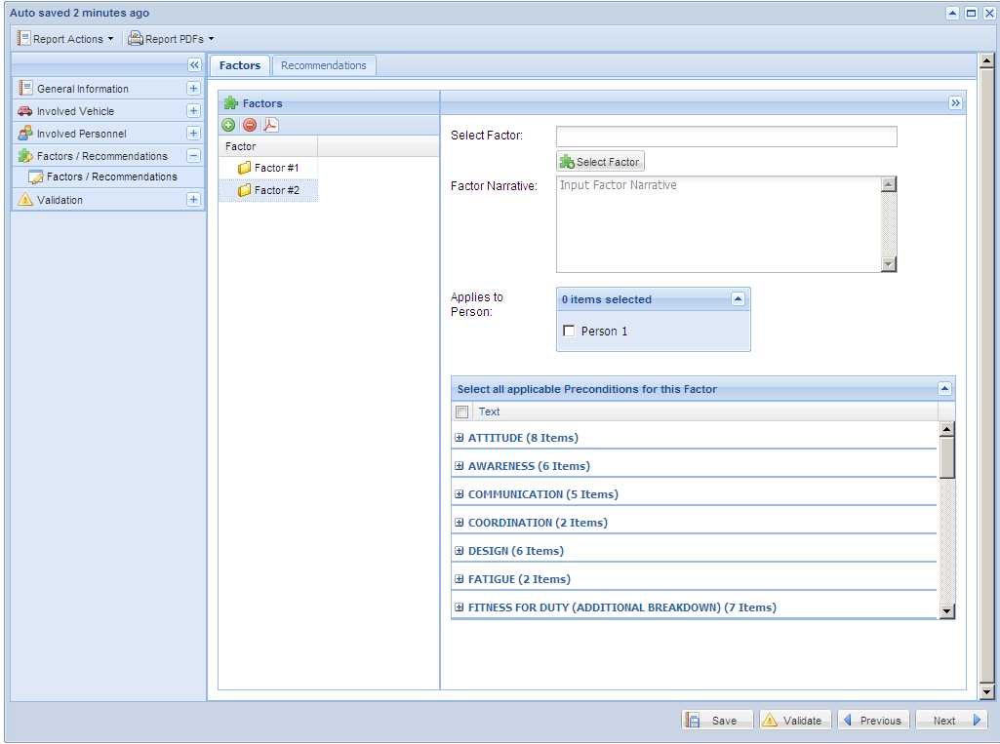 Auto saved 2 minutes ago
Report Actions
Report PDFs
General Information
Involved Vehicle
Involved Personnel
Factors / Recommendations
Factors / Recommendations
Validation
Factors
Recommendations
Factors
Factor
Factor #1
Factor #2
Select Factor:
Select Factor
Factor Narrative:
Input Factor Narrative
Applies to
Person:
0 items selected
Person 1
Select all applicable Preconditions for this Factor
Text
ATTITUDE (8 Items)
AWARENESS (6 Items)
COMMUNICATION (5 Items)
COORDINATION (2 Items)
DESIGN (6 Items)
FATIGUE (2 Items)
FITNESS FOR DUTY (ADDITIONAL BREAKDOWN) (7 Items)
Save
Validate
Previous
Next